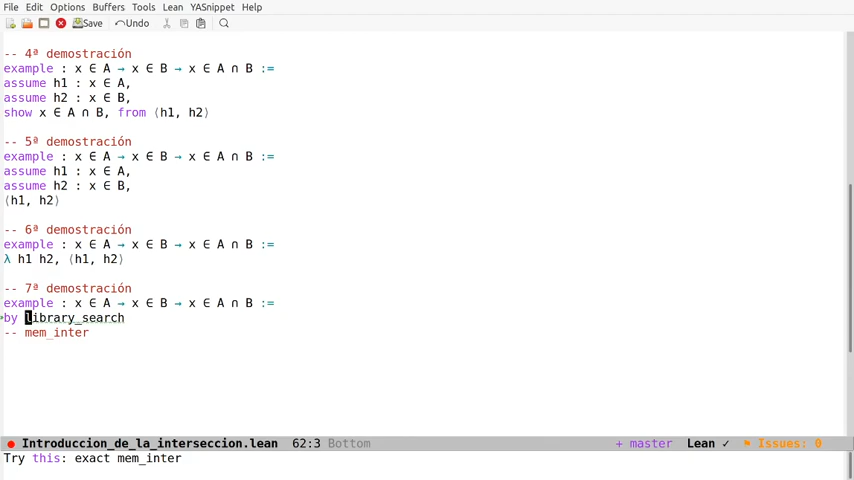 File Edit Options Buffers Tools Lean YASnippet Help
Save Undo
-- 4ª demostración
example : x ∈ A → x ∈ B → x ∈ A ∩ B :=
assume h1 : x ∈ A,
assume h2 : x ∈ B,
show x ∈ A ∩ B, from ⟨h1, h2⟩
-- 5ª demostración
example : x ∈ A → x ∈ B → x ∈ A ∩ B :=
assume h1 : x ∈ A,
assume h2 : x ∈ B,
⟨h1, h2⟩
-- 6ª demostración
example : x ∈ A → x ∈ B → x ∈ A ∩ B :=
λ h1 h2, ⟨h1, h2⟩
-- 7ª demostración
example : x ∈ A → x ∈ B → x ∈ A ∩ B :=
by library_search
-- mem_inter
Introduccion_de_la_interseccion.lean 62:3 Bottom + master Lean ✓ Issues: 0
Try this: exact mem_inter